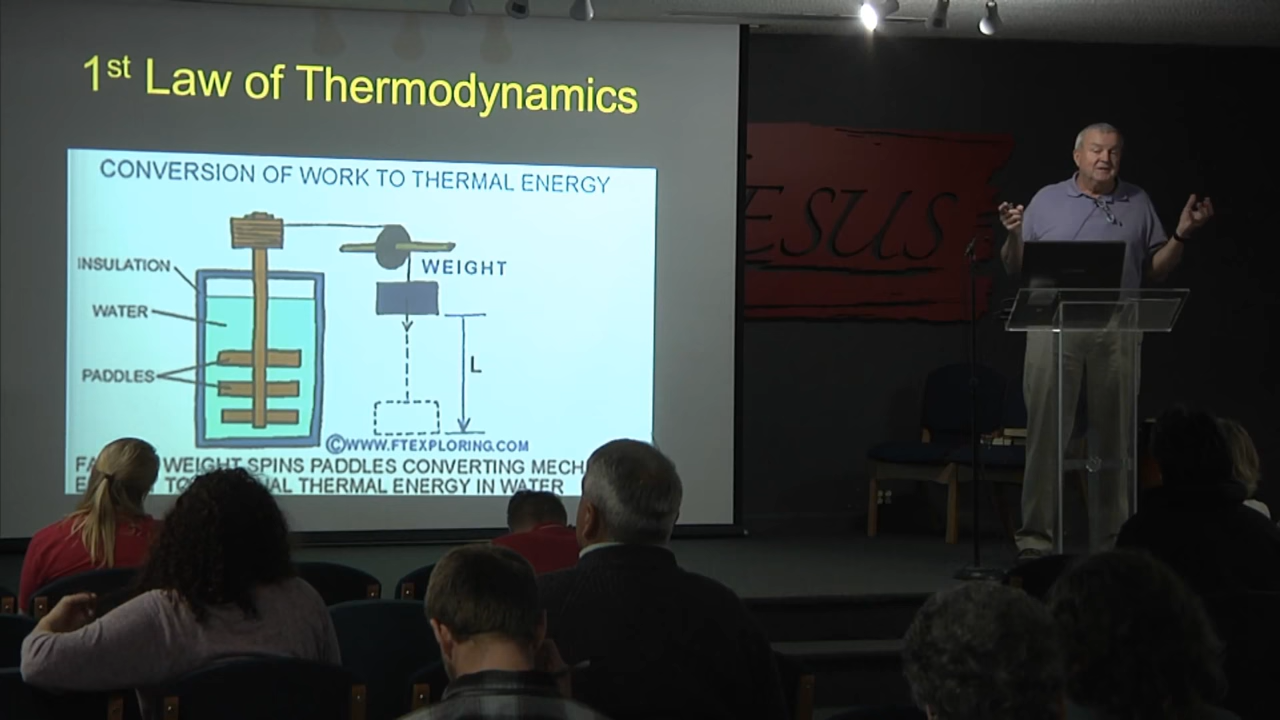 1st Law of Thermodynamics
CONVERSION OF WORK TO THERMAL ENERGY
INSULATION
WEIGHT
WATER
L
PADDLES
©WWW.FTEXPLORING.COM
WEIGHT SPINS PADDLES CONVERTING
THERMAL ENERGY IN WATER
ESUS